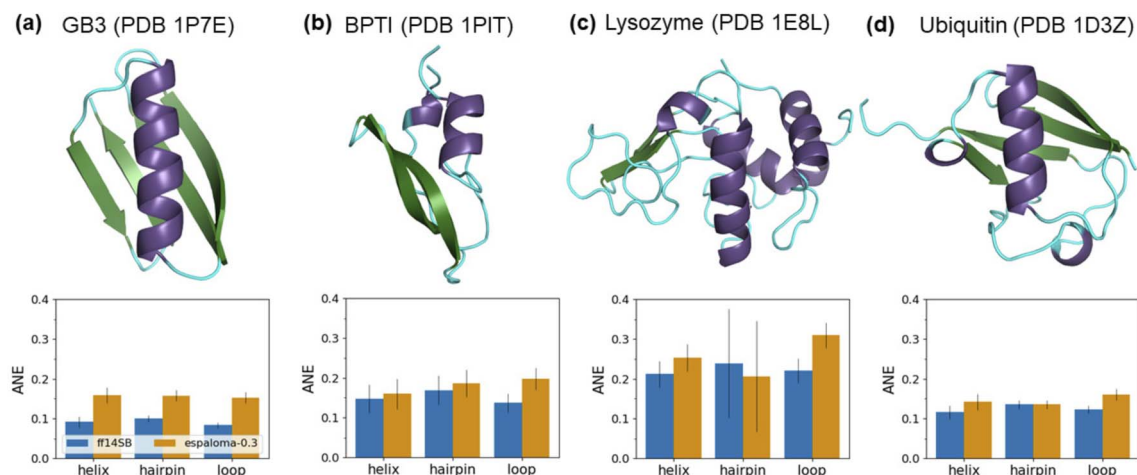 (a) GB3 (PDB 1P7E)
(b) BPTI (PDB 1PIT)
(c) Lysozyme (PDB 1E8L)
(d) Ubiquitin (PDB 1D3Z)
0.4
0.3
0.2
0.1
0.0
ANE
ff14SB
espaloma-0.3
helix hairpin loop
0.4
0.3
0.2
0.1
0.0
ANE
helix hairpin loop
0.4
0.3
0.2
0.1
0.0
ANE
helix hairpin loop
0.4
0.3
0.2
0.1
0.0
ANE
helix hairpin loop